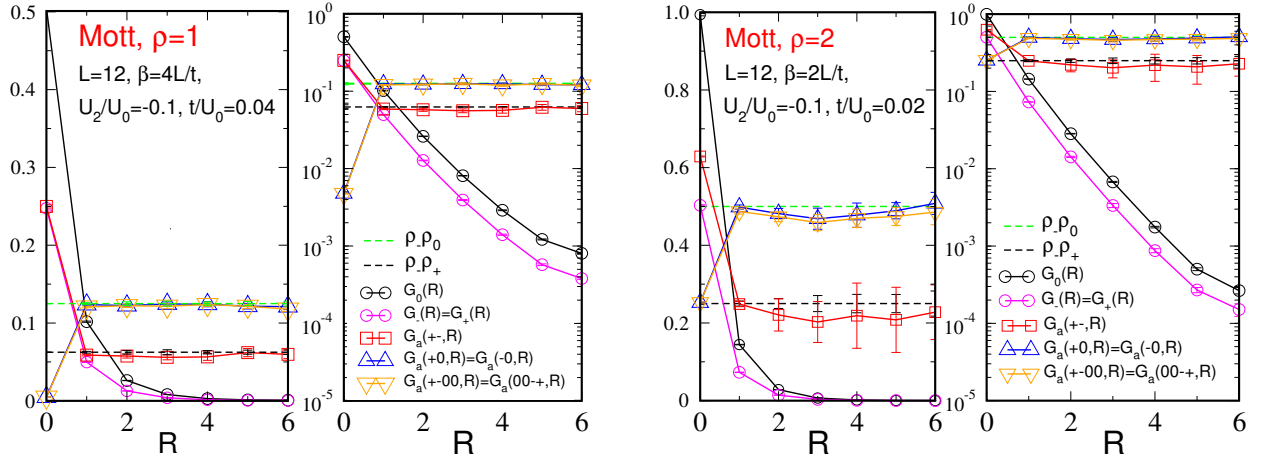 0.5
0.4
0.3
0.2
0.1
0
Mott, ρ=1
L=12, β=4L/t,
U₂/U₀=-0.1, t/U₀=0.04
0 2 4 6
R
10⁰
10⁻¹
10⁻²
10⁻³
10⁻⁴
10⁻⁵
ρ₋ρ₀
ρ₋ρ₊
G₀(R)
G₋(R)=G₊(R)
Gₐ(+-,R)
Gₐ(+0,R)=Gₐ(-0,R)
Gₐ(+-00,R)=Gₐ(00-+,R)
0 2 4 6
R
1.0
0.8
0.6
0.4
0.2
0
Mott, ρ=2
L=12, β=2L/t,
U₂/U₀=-0.1, t/U₀=0.02
0 2 4 6
R
10⁰
10⁻¹
10⁻²
10⁻³
10⁻⁴
10⁻⁵
ρ₋ρ₀
ρ₋ρ₊
G₀(R)
G₋(R)=G₊(R)
Gₐ(+-,R)
Gₐ(+0,R)=Gₐ(-0,R)
Gₐ(+-00,R)=Gₐ(00-+,R)
0 2 4 6
R